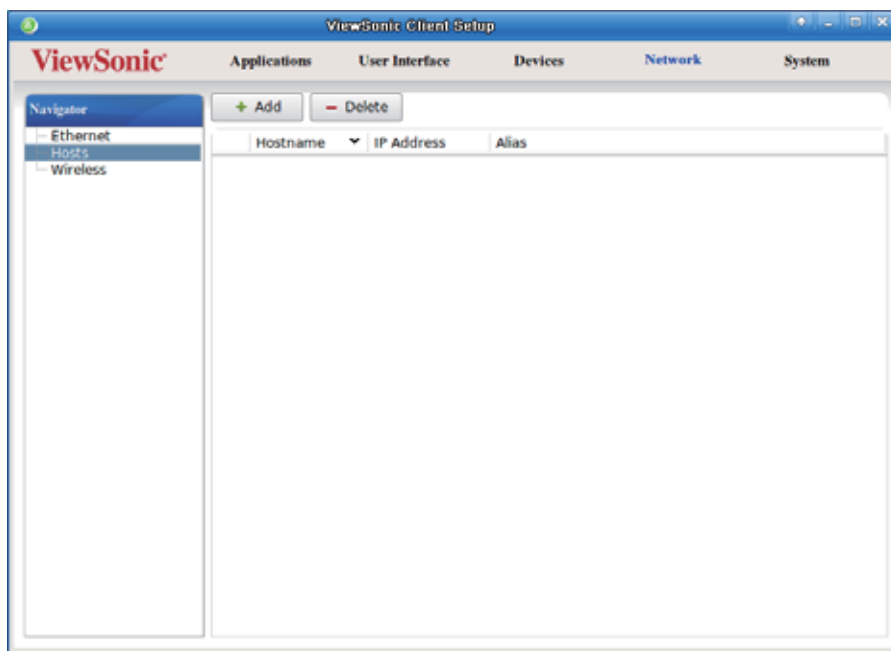 ViewSonic Client Setup
ViewSonic®
Applications User Interface Devices Network System
Navigator
+ Add − Delete
Ethernet
Hosts
Wireless
Hostname IP Address Alias